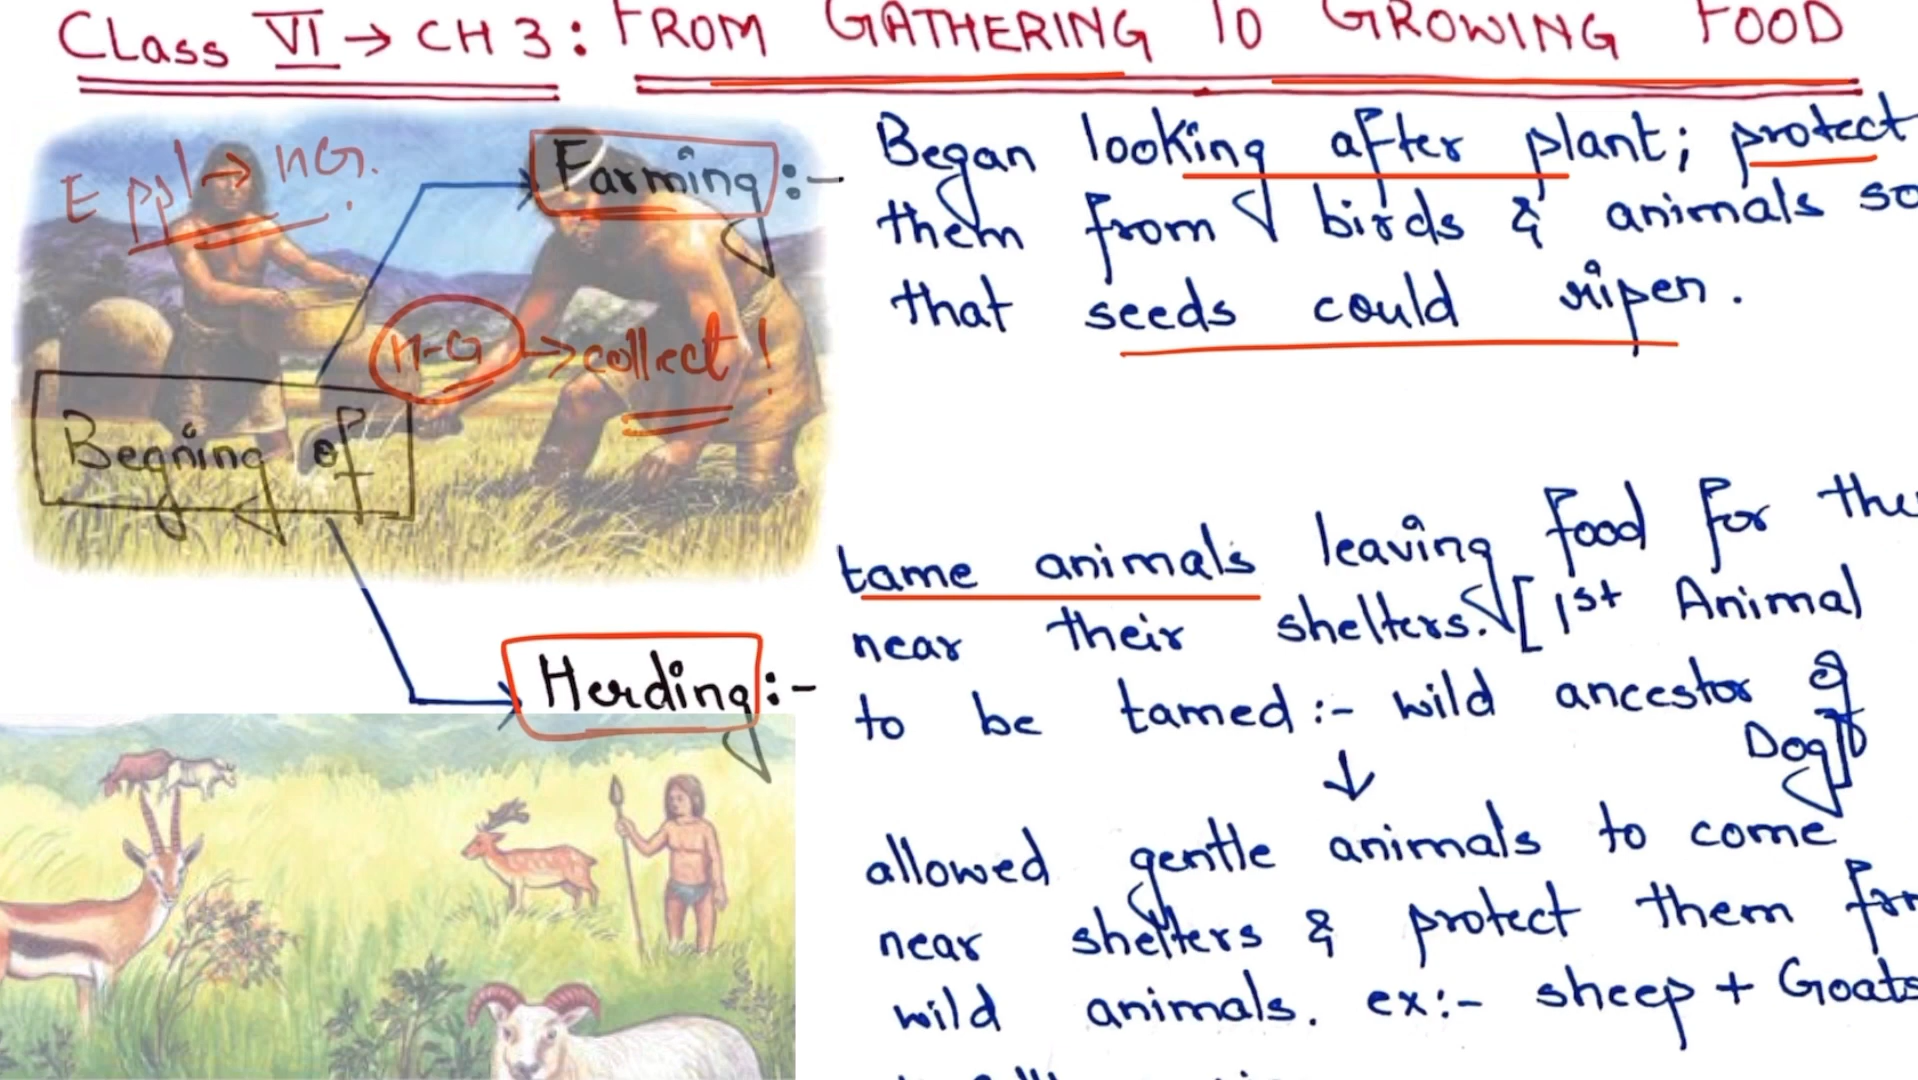 CLass VI → CH 3: FROM GATHERING TO GROWING FOOD
E ppl → HG.
Farming :-
Began looking after plant; protect
them from birds & animals so
that seeds could ripen.
H-G → collect !
Begning of
tame animals leaving food for the
near their shelters. [1st Animal
to be tamed :- wild ancestor of
Dog]
Herding :-
↓
allowed gentle animals to come
near shelters & protect them
wild animals. ex:- sheep + Goats